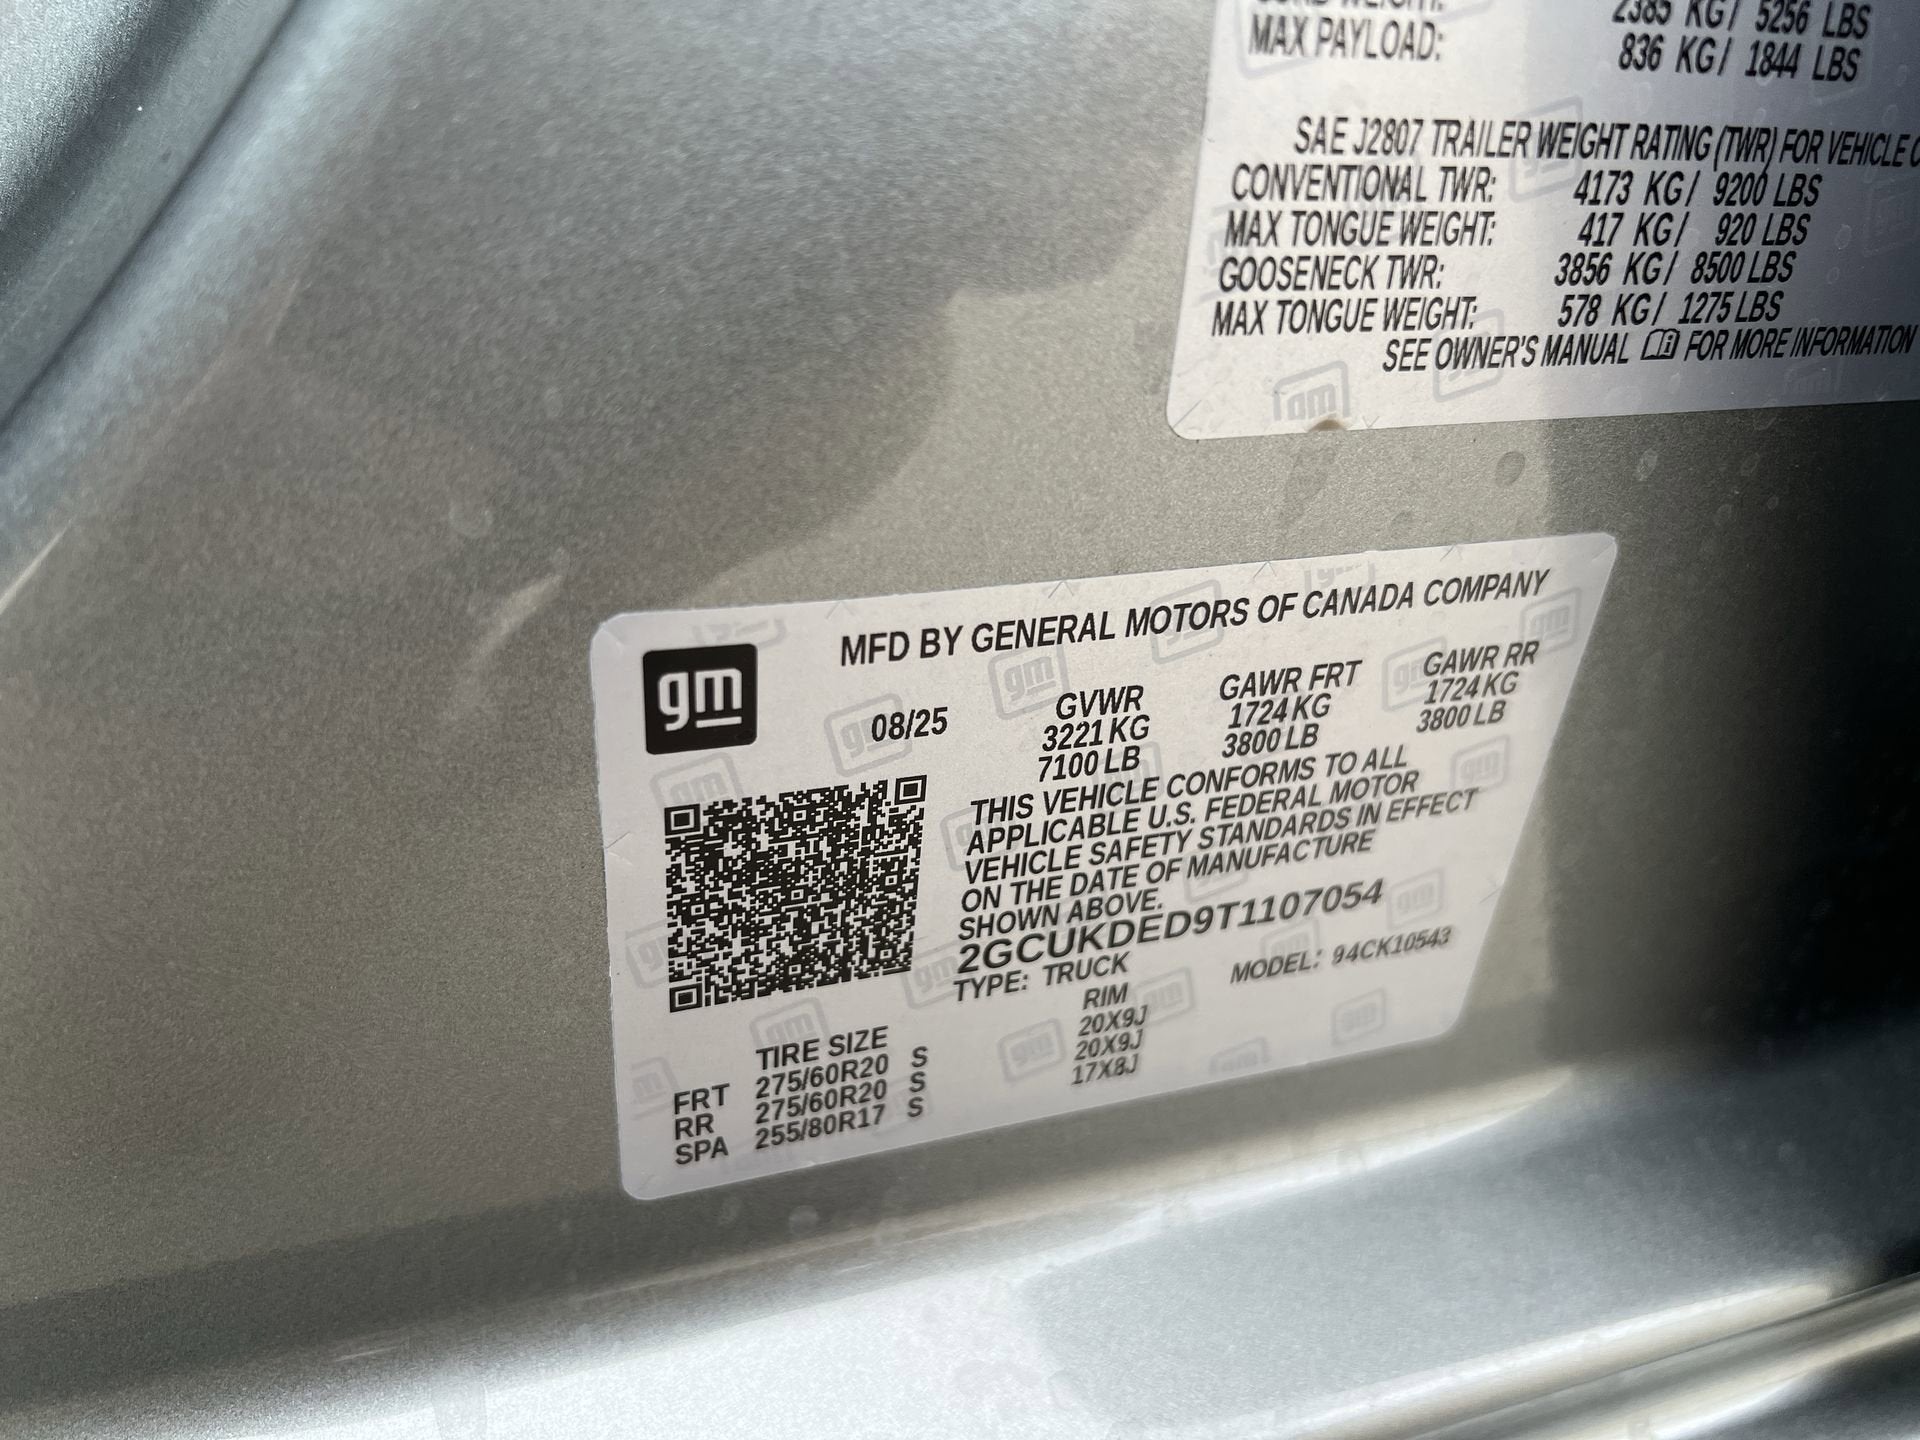 2385 KG/ 5256 LBS
MAX PAYLOAD: 836 KG/ 1844 LBS
SAE J2807 TRAILER WEIGHT RATING (TWR) FOR VEHICLE
CONVENTIONAL TWR: 4173 KG/ 9200 LBS
MAX TONGUE WEIGHT: 417 KG/ 920 LBS
GOOSENECK TWR: 3856 KG/ 8500 LBS
MAX TONGUE WEIGHT: 578 KG/ 1275 LBS
SEE OWNER'S MANUAL FOR MORE INFORMATION
gm
MFD BY GENERAL MOTORS OF CANADA COMPANY
08/25 GVWR GAWR FRT GAWR RR
3221 KG 1724 KG 1724 KG
7100 LB 3800 LB 3800 LB
THIS VEHICLE CONFORMS TO ALL
APPLICABLE U.S. FEDERAL MOTOR
VEHICLE SAFETY STANDARDS IN EFFECT
ON THE DATE OF MANUFACTURE
SHOWN ABOVE.
2GCUKDED9T1107054
TYPE: TRUCK MODEL: 94CK10543
TIRE SIZE RIM
FRT 275/60R20 S 20X9J
RR 275/60R20 S 20X9J
SPA 255/80R17 S 17X8J